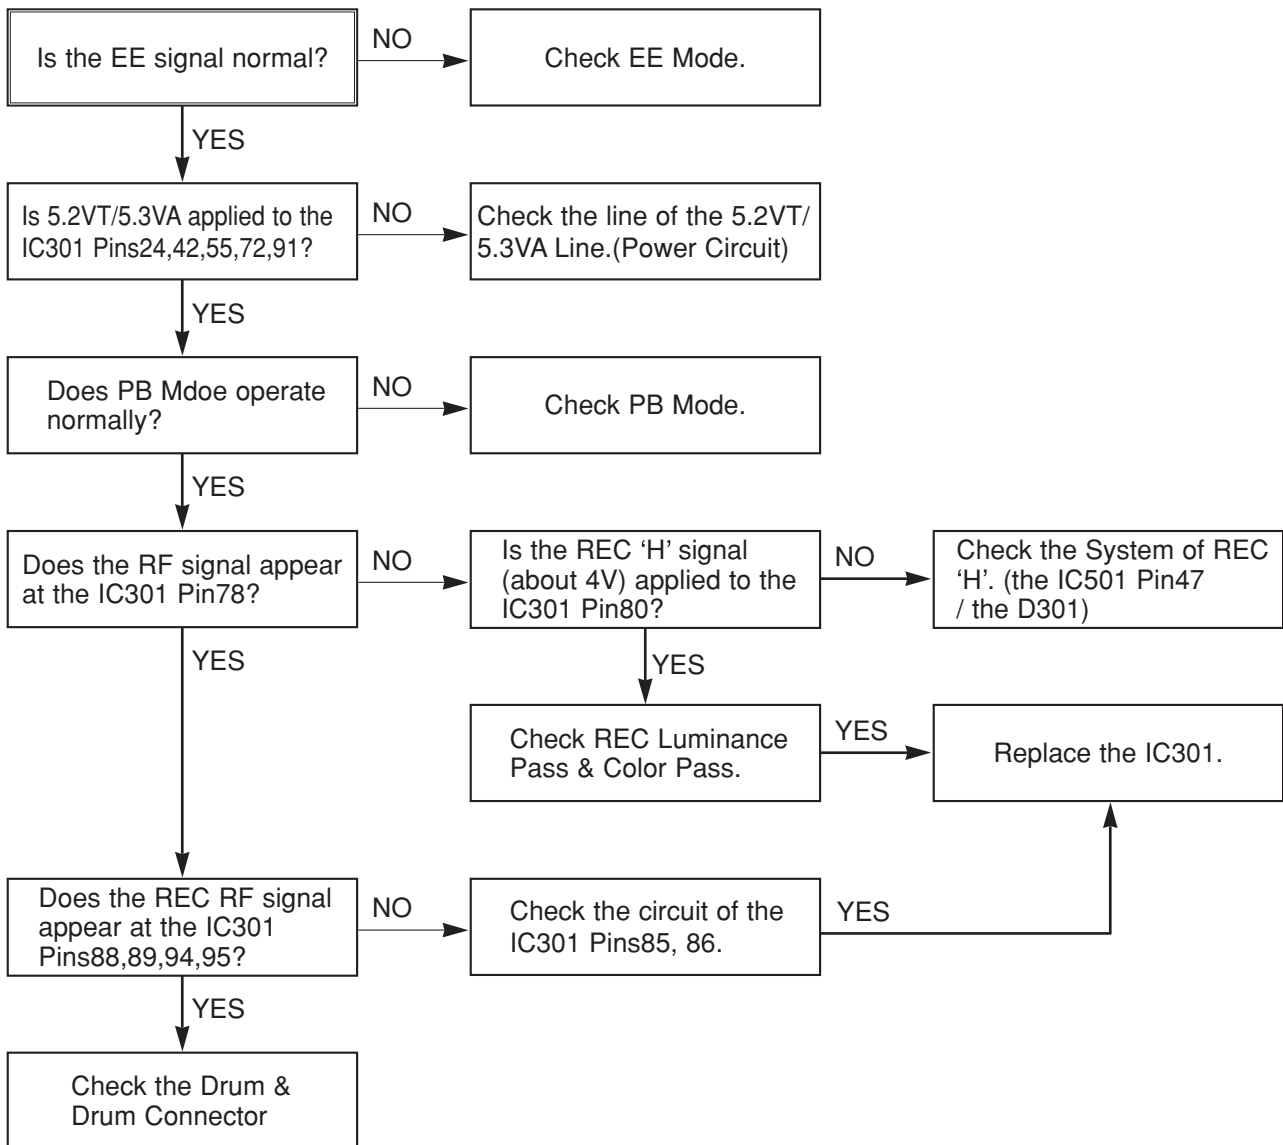 Is the EE signal normal?
NO
Check EE Mode.
YES
Is 5.2VT/5.3VA applied to the
IC301 Pins24,42,55,72,91?
NO
Check the line of the 5.2VT/
5.3VA Line.(Power Circuit)
YES
Does PB Mdoe operate
normally?
NO
Check PB Mode.
YES
Does the RF signal appear
at the IC301 Pin78?
NO
Is the REC ‘H’ signal
(about 4V) applied to the
IC301 Pin80?
NO
Check the System of REC
‘H’. (the IC501 Pin47
/ the D301)
YES
YES
Check REC Luminance
Pass & Color Pass.
YES
Replace the IC301.
Does the REC RF signal
appear at the IC301
Pins88,89,94,95?
NO
Check the circuit of the
IC301 Pins85, 86.
YES
YES
Check the Drum &
Drum Connector